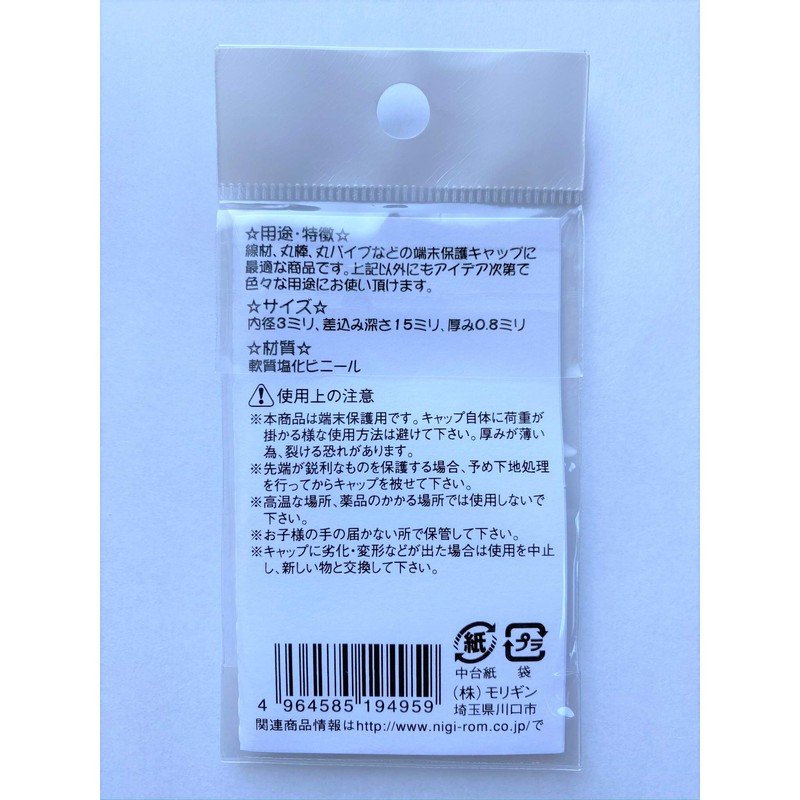 ☆用途・特徴☆
線材、丸棒、丸パイプなどの端末保護キャップに
最適な商品です。上記以外にもアイデア次第で
色々な用途にお使い頂けます。
☆サイズ☆
内径3ミリ、差込み深さ15ミリ、厚み0.8ミリ
☆材質☆
軟質塩化ビニール
⚠使用上の注意
※本商品は端末保護用です。キャップ自体に荷重が
掛かる様な使用方法は避けて下さい。厚みが薄い
為、裂ける恐れがあります。
※先端が鋭利なものを保護する場合、予め下地処理
を行ってからキャップを被せて下さい。
※高温な場所、薬品のかかる場所では使用しないで
下さい。
※お子様の手の届かない所で保管して下さい。
※キャップに劣化・変形などが出た場合は使用を中止
し、新しい物と交換して下さい。
紙 プラ
中台紙 袋
4 964585 194959
(株)モリギン
埼玉県川口市
関連商品情報はhttp://www.nigi-rom.co.jp/で